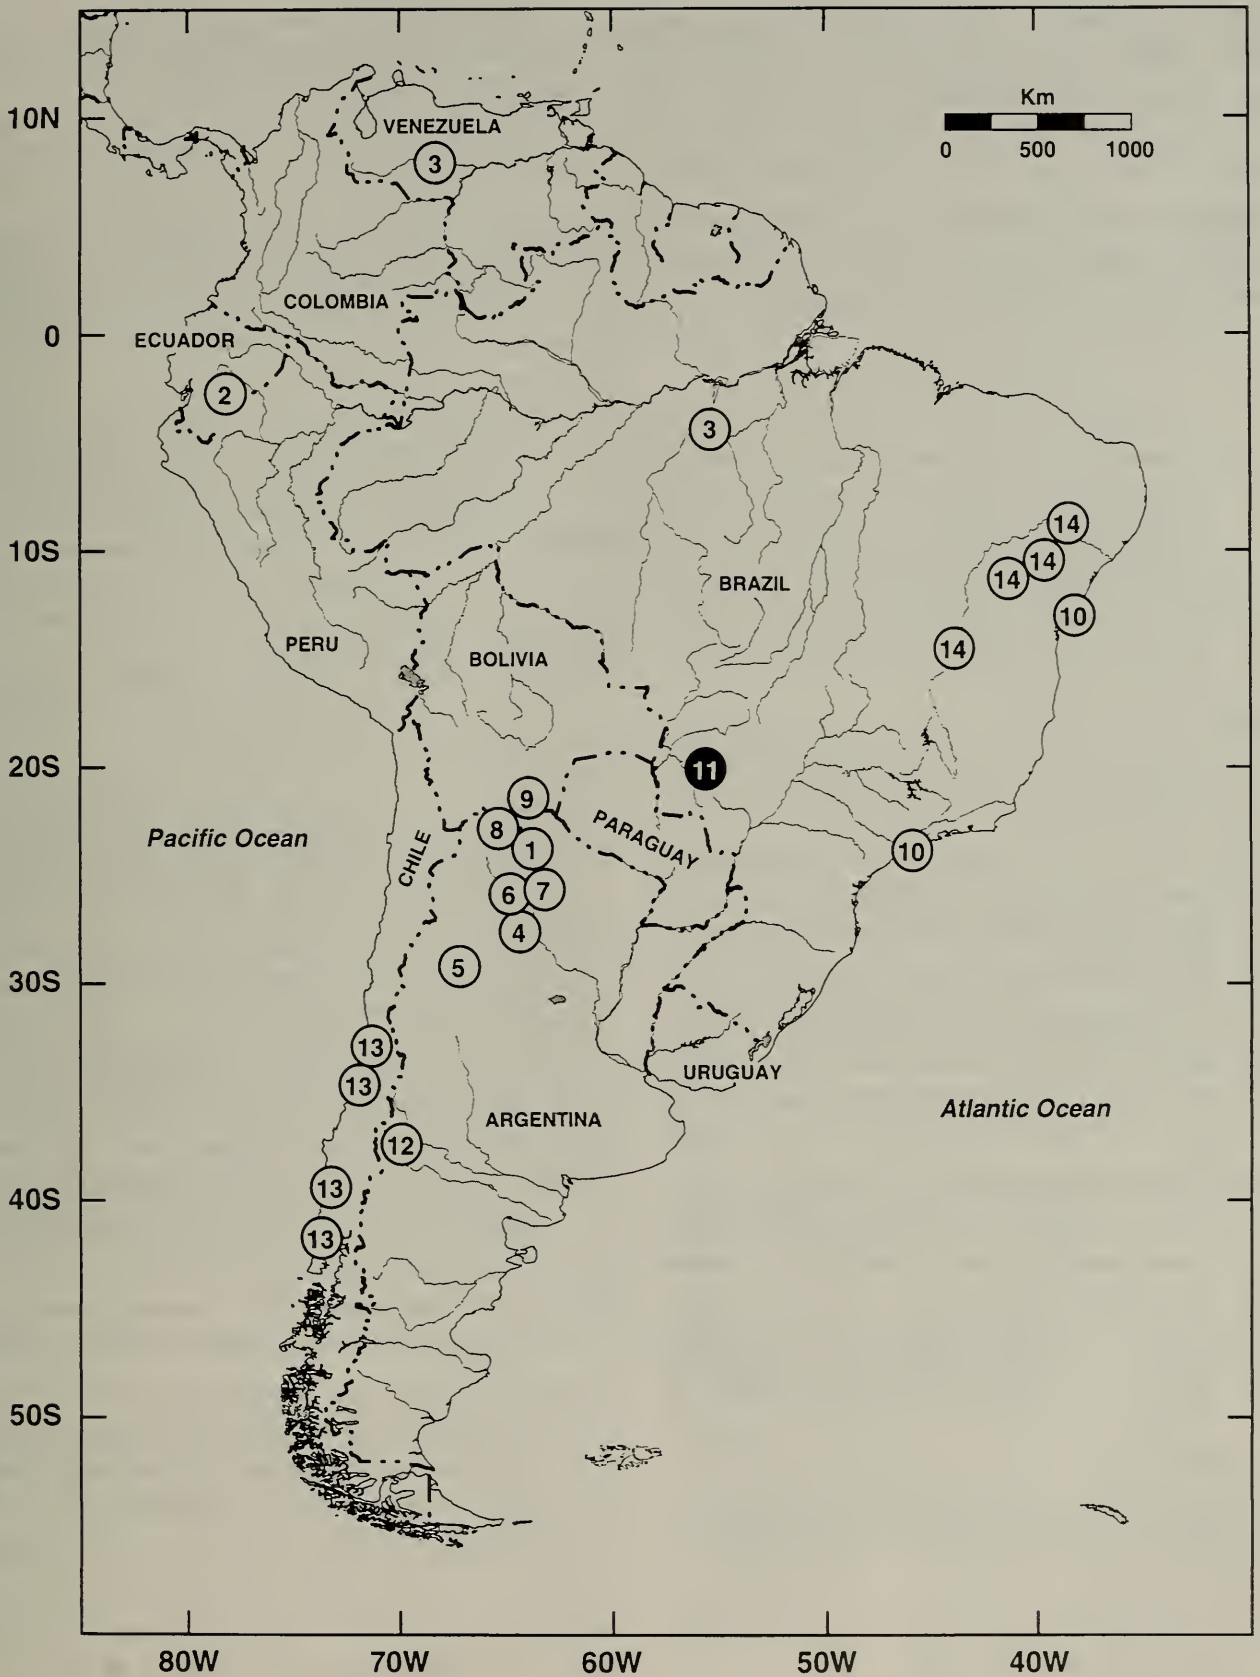 Km
0 500 1000
10N
VENEZUELA
3
COLOMBIA
0
ECUADOR
2
3
14
10S
14
14
BRAZIL
10
PERU
14
BOLIVIA
20S
11
9
8
PARAGUAY
Pacific Ocean
1
CHILE
10
6
7
4
5
30S
13
URUGUAY
13
Atlantic Ocean
ARGENTINA
12
13
40S
13
50S
80W 70W 60W 50W 40W